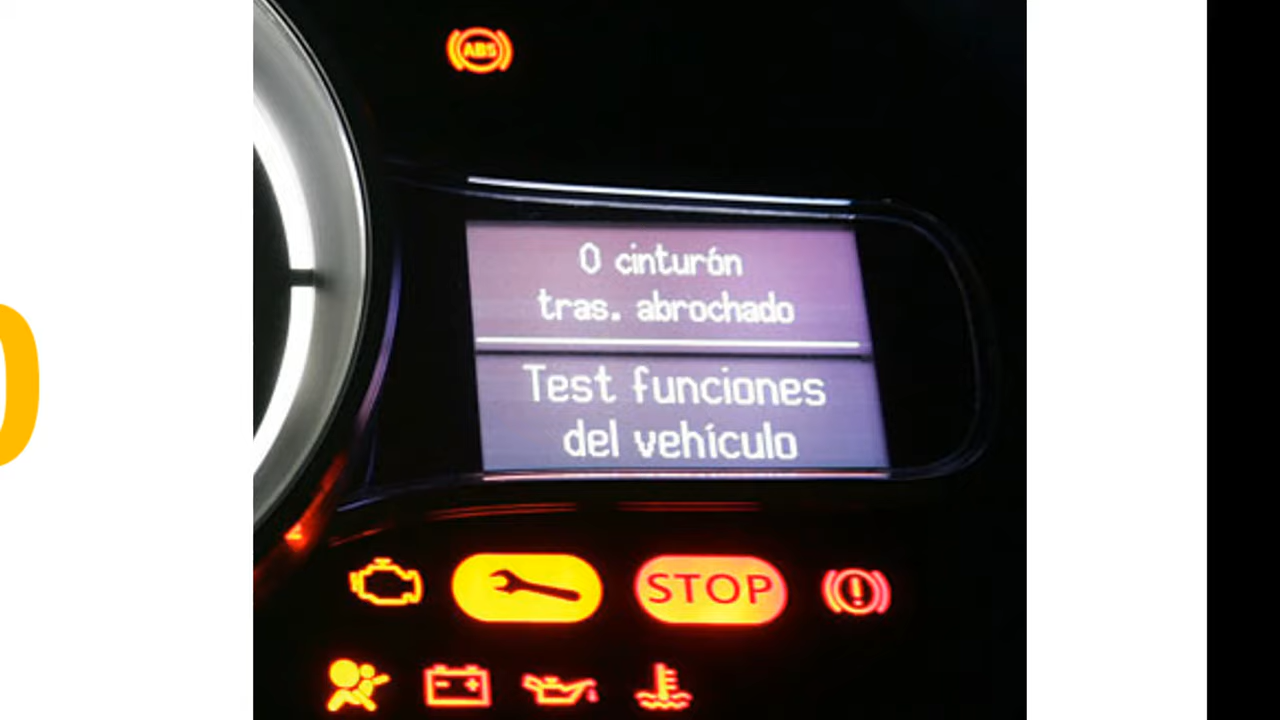 ABS
0 cinturón
tras. abrochado
Test funciones
del vehículo
STOP